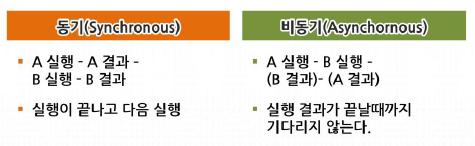 동기(Synchronous)
▪ A 실행 - A 결과 -
B 실행 - B 결과
▪ 실행이 끝나고 다음 실행
비동기(Asynchornous)
▪ A 실행 - B 실행 -
(B 결과)- (A 결과)
▪ 실행 결과가 끝날때까지
기다리지 않는다.